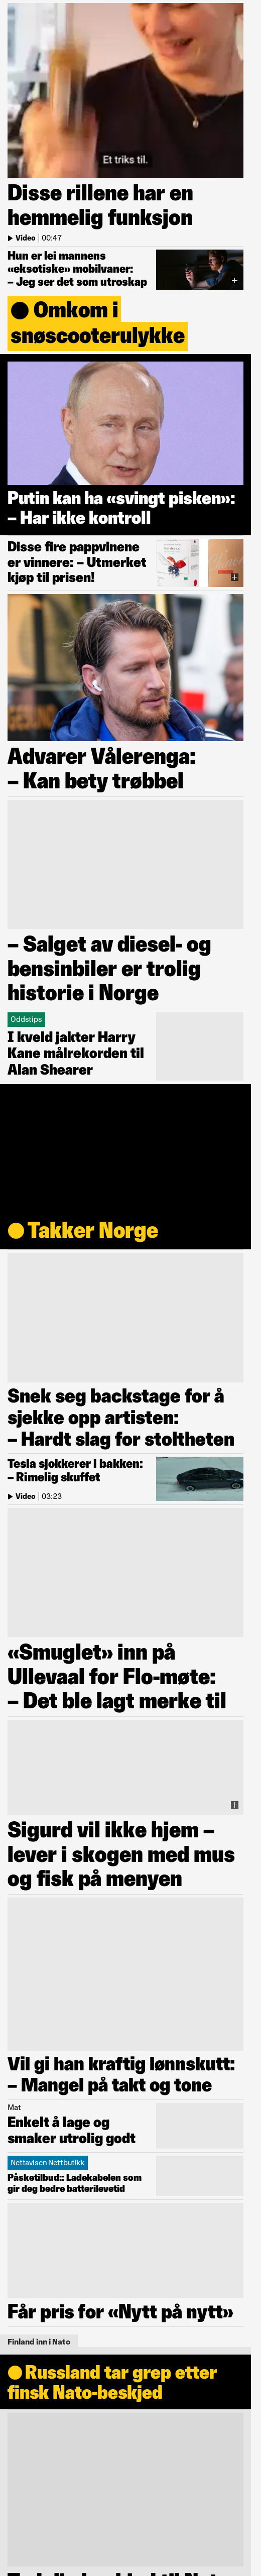 Et triks til.
Disse rillene har en
hemmelig funksjon
Video | 00:47
Hun er lei mannens
«eksotiske» mobilvaner:
– Jeg ser det som utroskap
Omkom i
snøscooterulykke
Putin kan ha «svingt pisken»:
– Har ikke kontroll
Disse fire pappvinene
er vinnere: – Utmerket
kjøp til prisen!
Advarer Vålerenga:
– Kan bety trøbbel
– Salget av diesel- og
bensinbiler er trolig
historie i Norge
Oddstips
I kveld jakter Harry
Kane målrekorden til
Alan Shearer
Takker Norge
Snek seg backstage for å
sjekke opp artisten:
– Hardt slag for stoltheten
Tesla sjokkerer i bakken:
– Rimelig skuffet
Video | 03:23
«Smuglet» inn på
Ullevaal for Flo-møte:
– Det ble lagt merke til
Sigurd vil ikke hjem –
lever i skogen med mus
og fisk på menyen
Vil gi han kraftig lønnskutt:
– Mangel på takt og tone
Mat
Enkelt å lage og
smaker utrolig godt
Nettavisen Nettbutikk
Påsketilbud:: Ladekabelen som
gir deg bedre batterilevetid
Får pris for «Nytt på nytt»
Finland inn i Nato
Russland tar grep etter
finsk Nato-beskjed